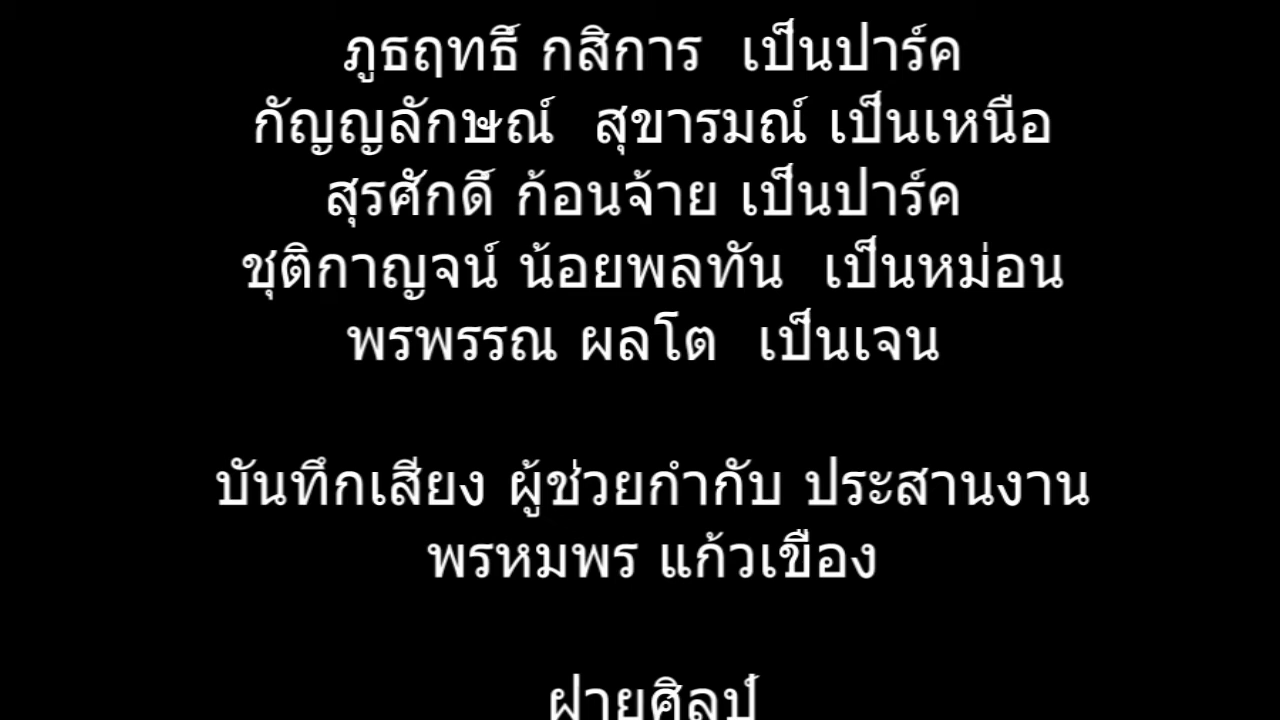 ภูธฤทธิ์ กสิการ เป็นปาร์ค
กัญญลักษณ์ สุขารมณ์ เป็นเหนือ
สุรศักดิ์ ก้อนจ้าย เป็นปาร์ค
ชุติกาญจน์ น้อยพลทัน เป็นหม่อน
พรพรรณ ผลโต เป็นเจน
บันทึกเสียง ผู้ช่วยกำกับ ประสานงาน
พรหมพร แก้วเขือง
ฝ่ายศิลป์